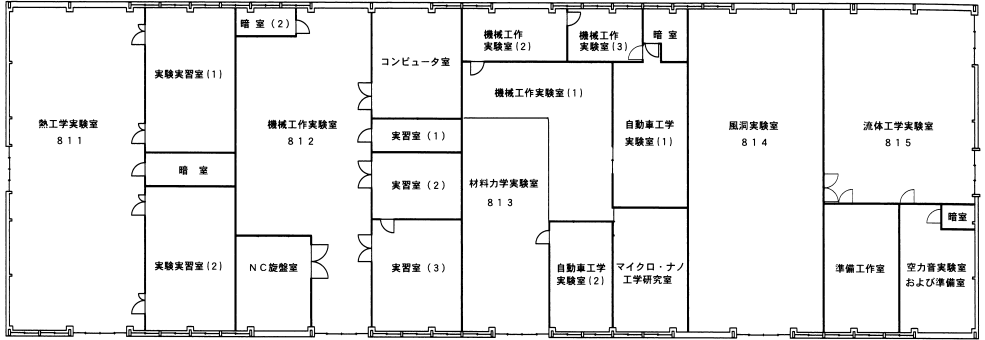 熱工学実験室
811
実験実習室(1)
暗　室
実験実習室(2)
暗 室(2)
機械工作実験室
812
NC旋盤室
コンピュータ室
実習室(1)
実習室(2)
実習室(3)
機械工作
実験室(2)
機械工作
実験室(3)
暗 室
機械工作実験室(1)
材料力学実験室
813
自動車工学
実験室(1)
自動車工学
実験室(2)
マイクロ・ナノ
工学研究室
風洞実験室
814
流体工学実験室
815
準備工作室
暗室
空力音実験室
および準備室